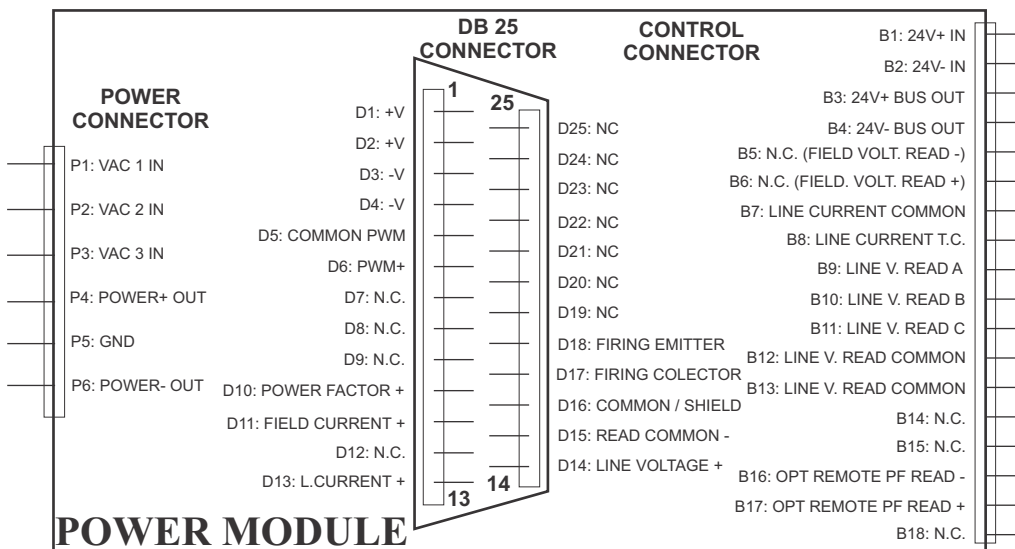 DB 25
CONNECTOR
CONTROL
CONNECTOR
POWER
CONNECTOR
P1: VAC 1 IN
P2: VAC 2 IN
P3: VAC 3 IN
P4: POWER+ OUT
P5: GND
P6: POWER- OUT
1
D1: +V
D2: +V
D3: -V
D4: -V
D5: COMMON PWM
D6: PWM+
D7: N.C.
D8: N.C.
D9: N.C.
D10: POWER FACTOR +
D11: FIELD CURRENT +
D12: N.C.
D13: L.CURRENT +
13
25
D25: NC
D24: NC
D23: NC
D22: NC
D21: NC
D20: NC
D19: NC
D18: FIRING EMITTER
D17: FIRING COLECTOR
D16: COMMON / SHIELD
D15: READ COMMON -
D14: LINE VOLTAGE +
14
B1: 24V+ IN
B2: 24V- IN
B3: 24V+ BUS OUT
B4: 24V- BUS OUT
B5: N.C. (FIELD VOLT. READ -)
B6: N.C. (FIELD. VOLT. READ +)
B7: LINE CURRENT COMMON
B8: LINE CURRENT T.C.
B9: LINE V. READ A
B10: LINE V. READ B
B11: LINE V. READ C
B12: LINE V. READ COMMON
B13: LINE V. READ COMMON
B14: N.C.
B15: N.C.
B16: OPT REMOTE PF READ -
B17: OPT REMOTE PF READ +
B18: N.C.
POWER MODULE